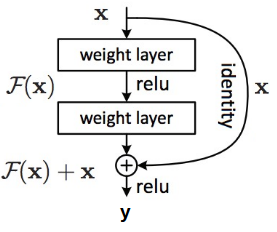 x
weight layer
F(x)
relu
weight layer
identity
x
F(x) + x
relu
y